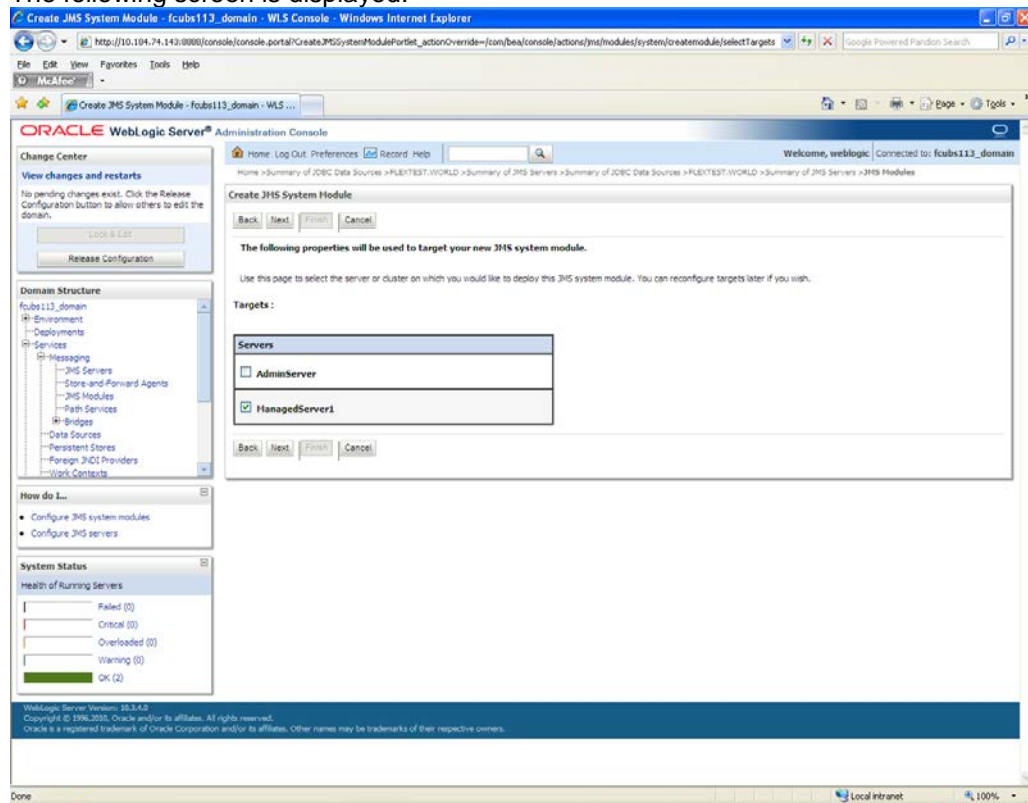 The following screen is displayed:
Create JMS System Module - fcubs113_domain - WLS Console - Windows Internet Explorer
http://10.184.74.143:8888/console/console.portal?CreateJMSSystemModulePortlet_actionOverride=/com/bea/console/actions/jms/modules/system/createmodule/selectTargets
File Edit View Favorites Tools Help
McAfee
Create JMS System Module - fcubs113_domain - WLS ...
Page Tools
ORACLE WebLogic Server® Administration Console
Change Center
View changes and restarts
No pending changes exist. Click the Release Configuration button to allow others to edit the domain.
Lock & Edit
Release Configuration
Domain Structure
fcubs113_domain
Environment
Deployments
Services
Messaging
JMS Servers
Store-and-Forward Agents
JMS Modules
Path Services
Bridges
Data Sources
Persistent Stores
Foreign JNDI Providers
Work Contexts
How do I...
Configure JMS system modules
Configure JMS servers
System Status
Health of Running Servers
Failed (0)
Critical (0)
Overloaded (0)
Warning (0)
OK (2)
Home Log Out Preferences Record Help
Welcome, weblogic Connected to: fcubs113_domain
Home >Summary of JDBC Data Sources >FLEXTEST.WORLD >Summary of JMS Servers >Summary of JDBC Data Sources >FLEXTEST.WORLD >Summary of JMS Servers >JMS Modules
Create JMS System Module
Back Next Finish Cancel
The following properties will be used to target your new JMS system module.
Use this page to select the server or cluster on which you would like to deploy this JMS system module. You can reconfigure targets later if you wish.
Targets :
Servers
AdminServer
ManagedServer1
Back Next Finish Cancel
WebLogic Server Version: 10.3.4.0
Copyright © 1996,2010, Oracle and/or its affiliates. All rights reserved.
Oracle is a registered trademark of Oracle Corporation and/or its affiliates. Other names may be trademarks of their respective owners.
Done
Local intranet
100%